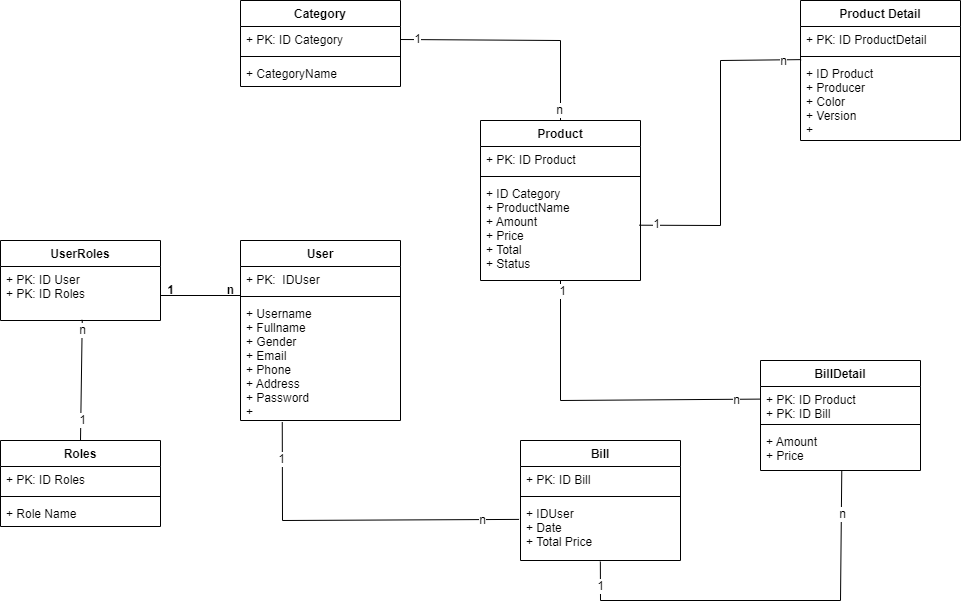 Category
+ PK: ID Category
+ CategoryName
1
n
Product Detail
+ PK: ID ProductDetail
+ ID Product
+ Producer
+ Color
+ Version
+
n
1
Product
+ PK: ID Product
+ ID Category
+ ProductName
+ Amount
+ Price
+ Total
+ Status
UserRoles
+ PK: ID User
+ PK: ID Roles
1
n
User
+ PK:  IDUser
+ Username
+ Fullname
+ Gender
+ Email
+ Phone
+ Address
+ Password
+
1
n
n
1
BillDetail
+ PK: ID Product
+ PK: ID Bill
+ Amount
+ Price
Roles
+ PK: ID Roles
+ Role Name
1
n
Bill
+ PK: ID Bill
+ IDUser
+ Date
+ Total Price
n
1